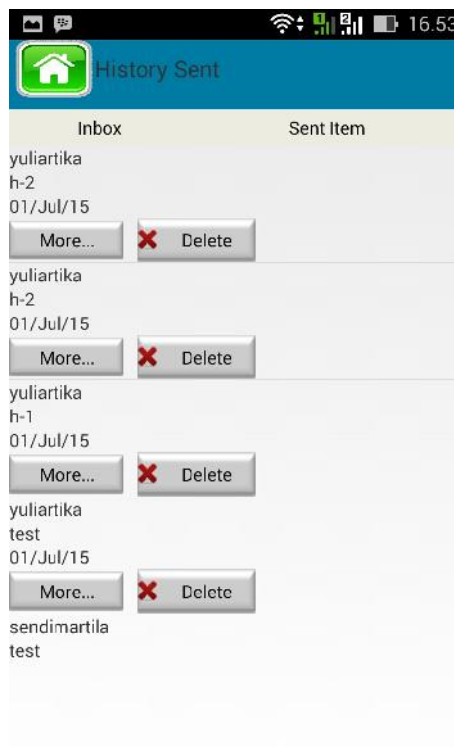 16.53
History Sent
Inbox Sent Item
yuliartika
h-2
01/Jul/15
More... Delete
yuliartika
h-2
01/Jul/15
More... Delete
yuliartika
h-1
01/Jul/15
More... Delete
yuliartika
test
01/Jul/15
More... Delete
sendimartila
test